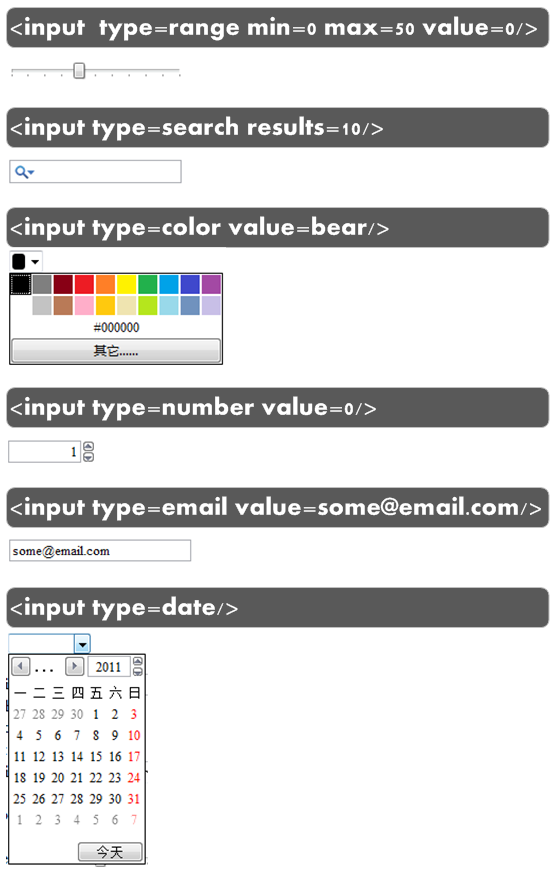 <input  type=range min=0 max=50 value=0/>
<input type=search results=10/>
<input type=color value=bear/>
#000000
其它......
<input type=number value=0/>
1
<input type=email value=some@email.com/>
some@email.com
<input type=date/>
... 2011
一 二 三 四 五 六 日
27 28 29 30 1 2 3
4 5 6 7 8 9 10
11 12 13 14 15 16 17
18 19 20 21 22 23 24
25 26 27 28 29 30 31
1 2 3 4 5 6 7
今天